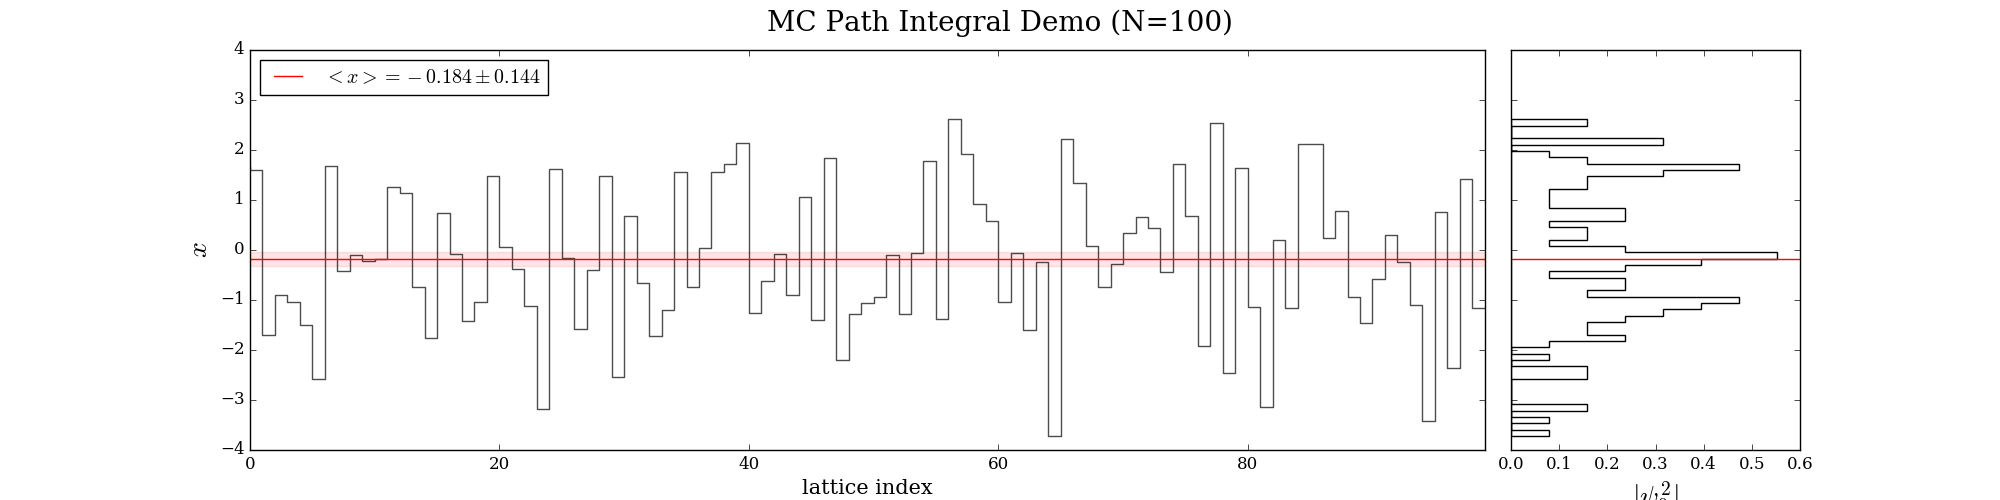 MC Path Integral Demo (N=100)
< x > = −0.184 ± 0.144
4
3
2
1
0
−1
−2
−3
−4
x
0 20 40 60 80
lattice index
0.0 0.1 0.2 0.3 0.4 0.5 0.6